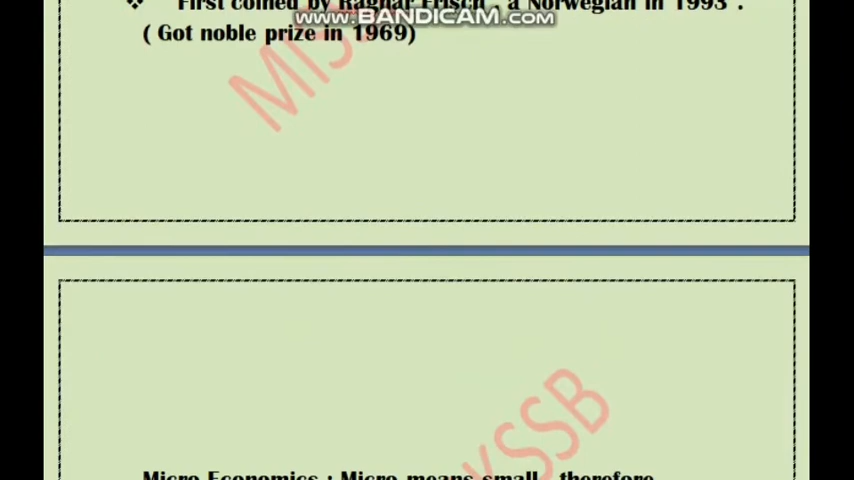 www.BANDICAM.com
❖ First coined by Ragnar Frisch , a Norwegian in 1993 .
( Got noble prize in 1969)
Micro Economics : Micro means small , therefore